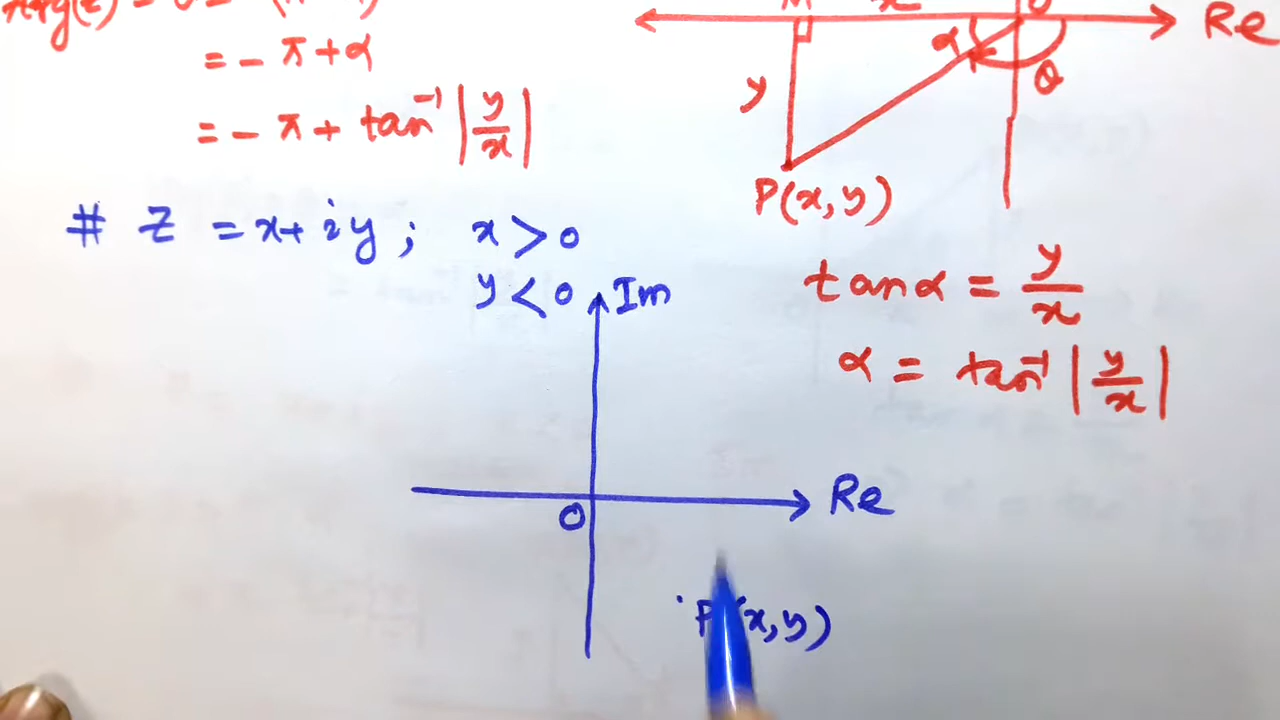 = - π + α
= - π + tan⁻¹ |y/x|
M x O Re
α θ
y
P(x, y)
# z = x + iy ; x > 0
y < 0
Im
tan α = y/x
α = tan⁻¹ |y/x|
Re
O
P(x, y)